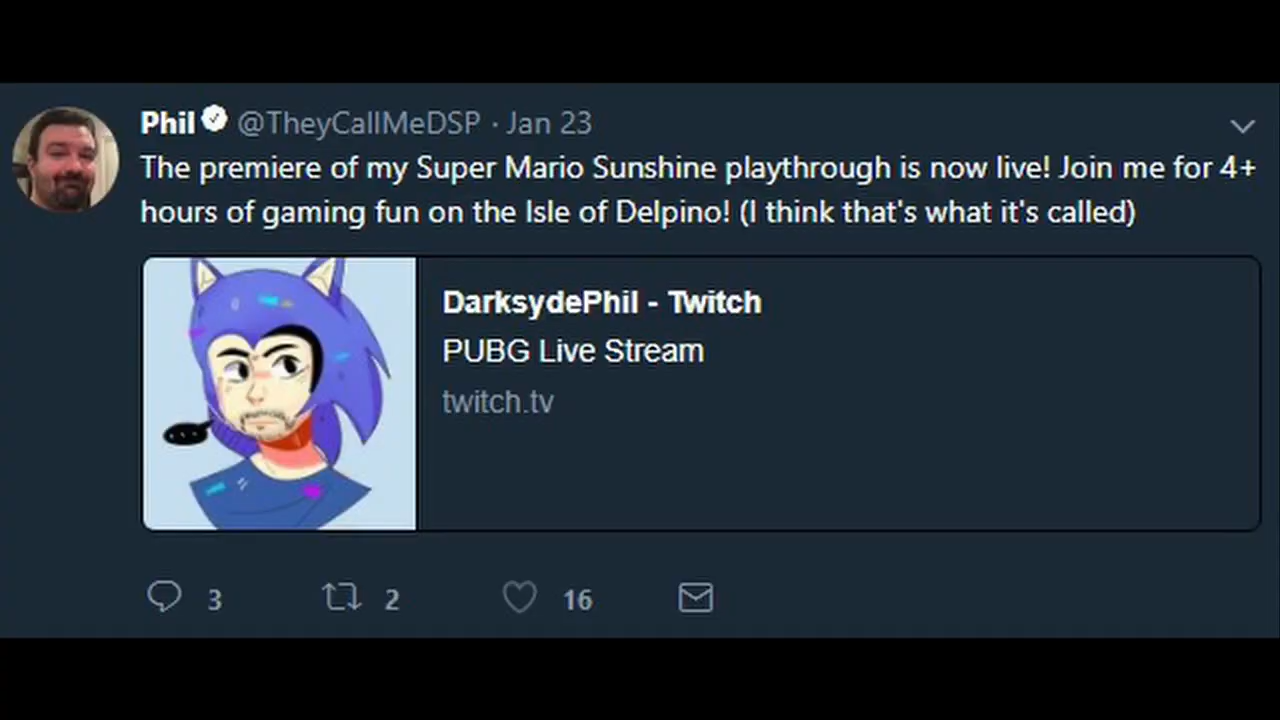 Phil @TheyCallMeDSP · Jan 23
The premiere of my Super Mario Sunshine playthrough is now live! Join me for 4+
hours of gaming fun on the Isle of Delpino! (I think that's what it's called)
DarksydePhil - Twitch
PUBG Live Stream
twitch.tv
3 2 16